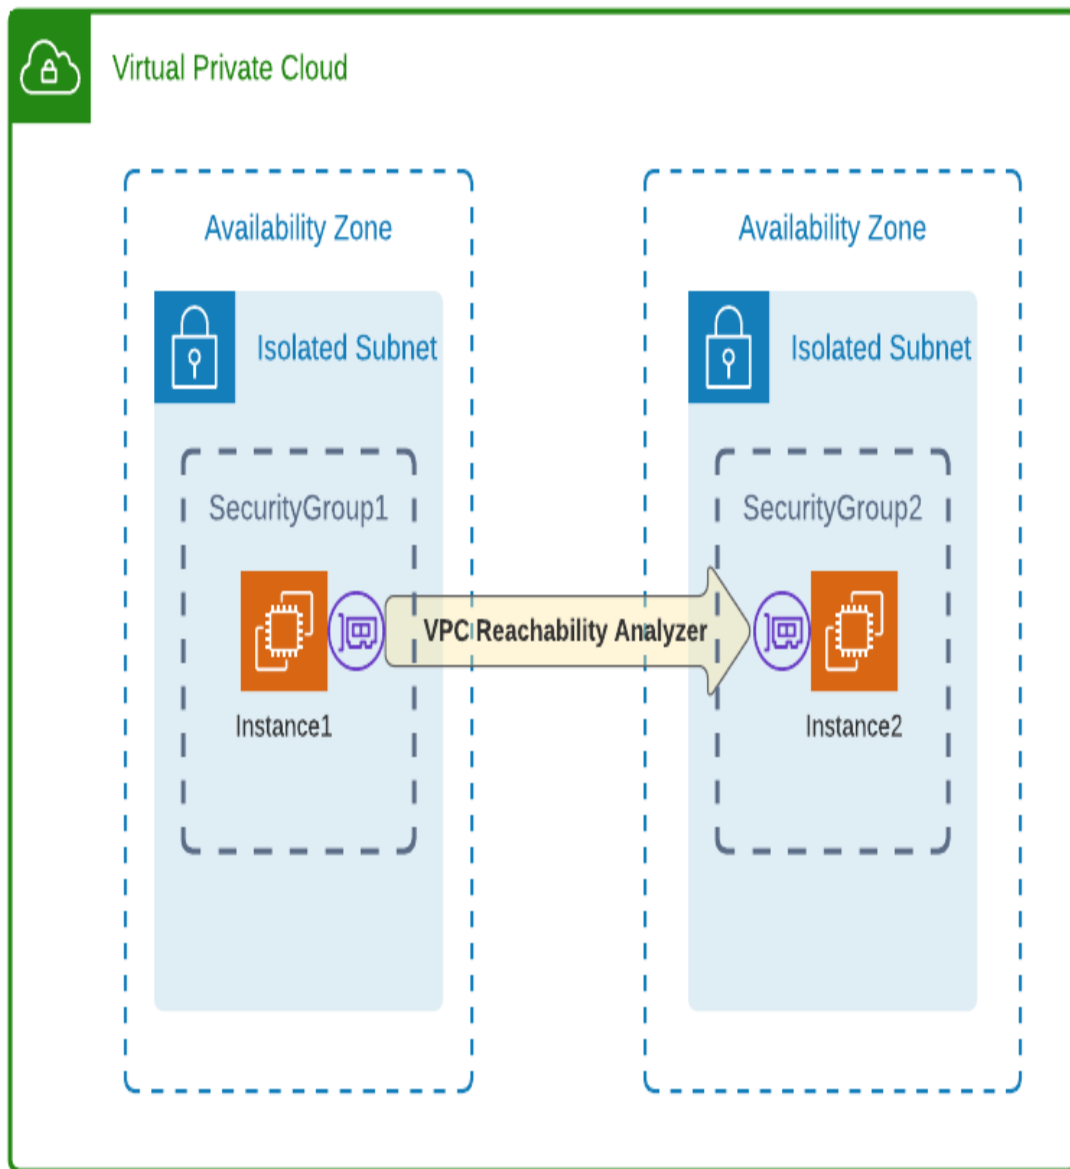 Virtual Private Cloud
Availability Zone
Isolated Subnet
SecurityGroup1
Instance1
VPC Reachability Analyzer
Availability Zone
Isolated Subnet
SecurityGroup2
Instance2